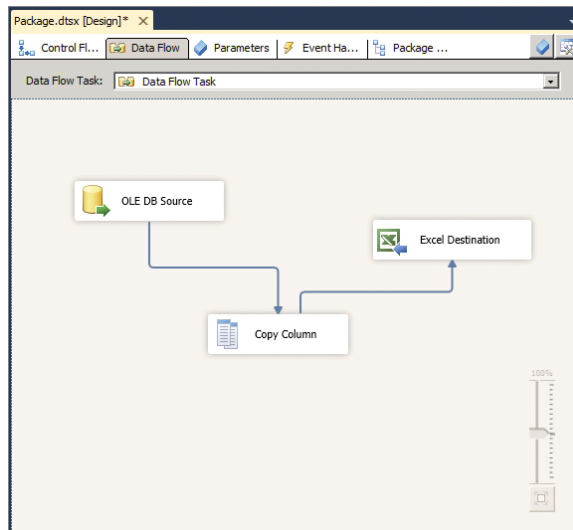 Package.dtsx [Design]* ×
Control Fl... Data Flow Parameters Event Ha... Package ...
Data Flow Task: Data Flow Task
OLE DB Source
Excel Destination
Copy Column
100%